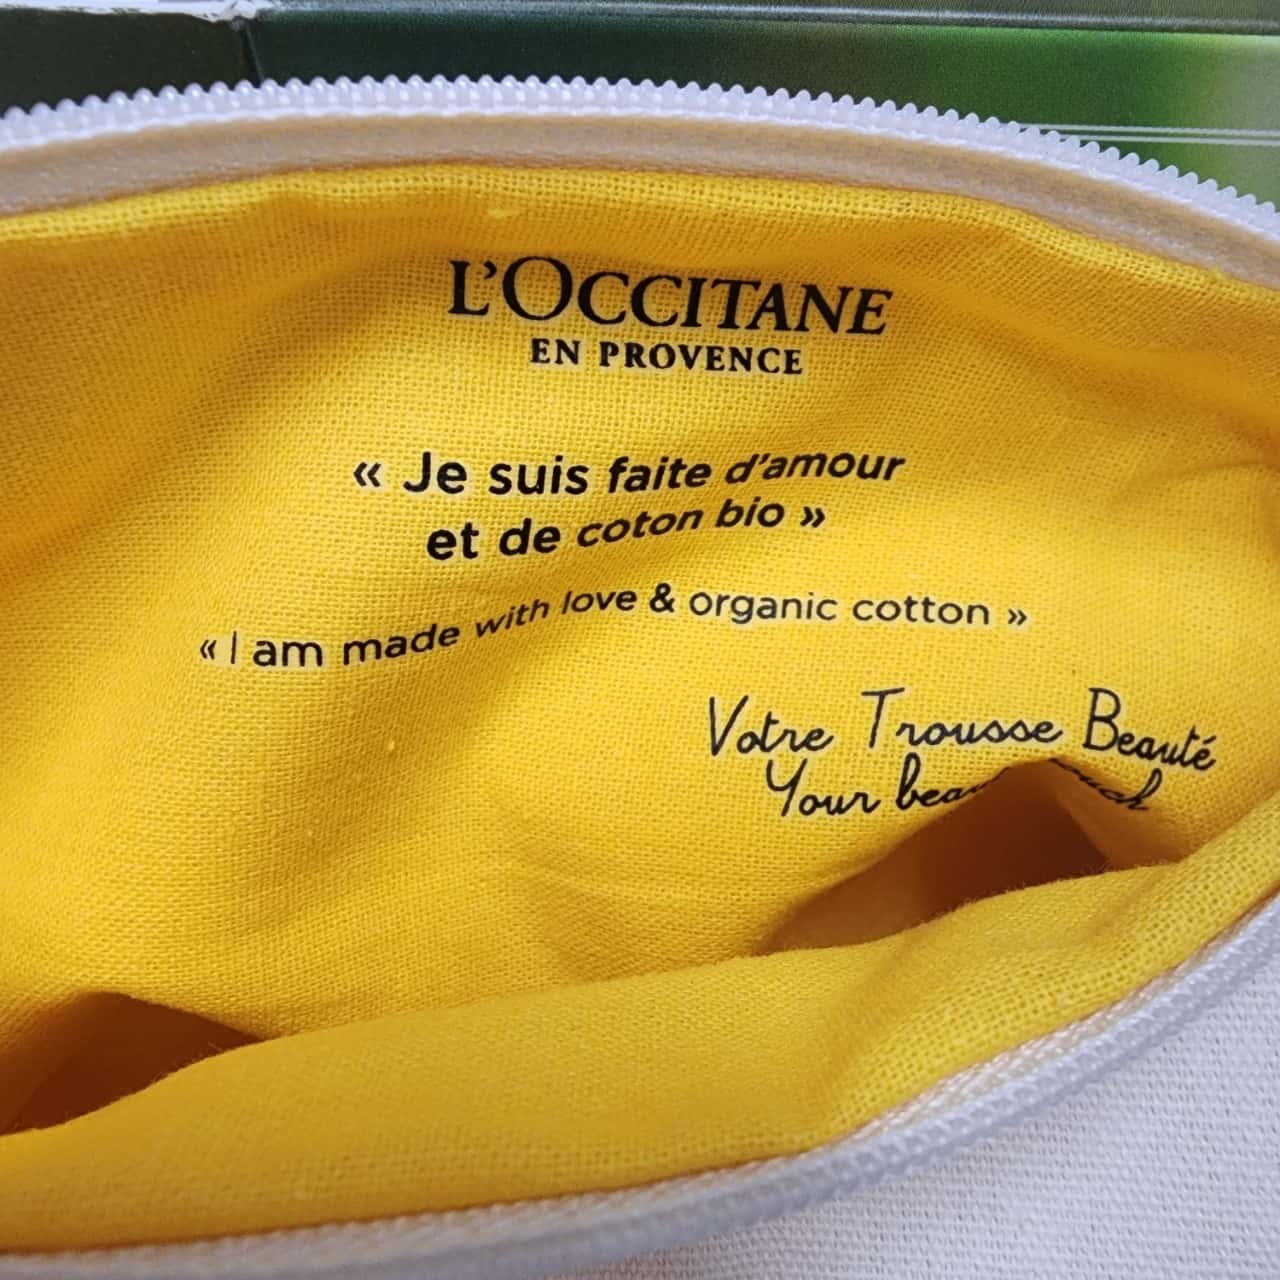 L'OCCITANE
EN PROVENCE
« Je suis faite d'amour
et de coton bio »
« I am made with love & organic cotton »
Votre Trousse Beauté
Your